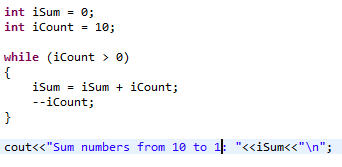 int iSum = 0;
int iCount = 10;
while (iCount > 0)
{
iSum = iSum + iCount;
--iCount;
}
cout<<"Sum numbers from 10 to 1: "<<iSum<<"\n";